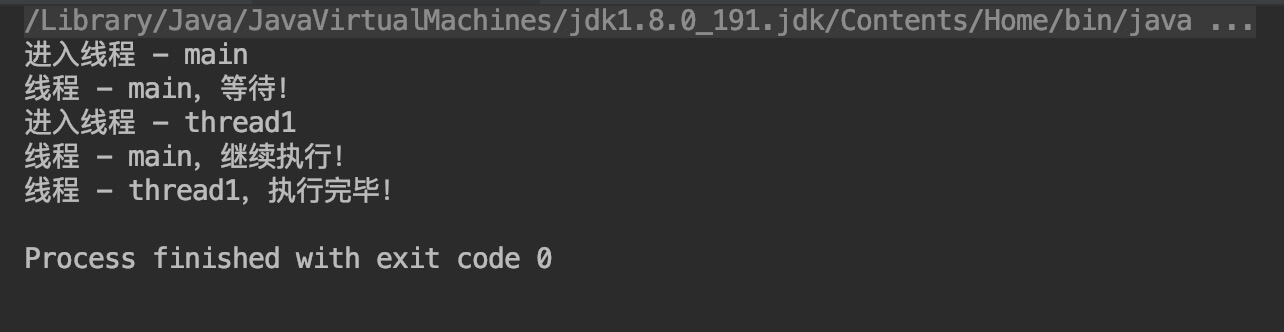 /Library/Java/JavaVirtualMachines/jdk1.8.0_191.jdk/Contents/Home/bin/java ...
进入线程 - main
线程 - main, 等待!
进入线程 - thread1
线程 - main, 继续执行!
线程 - thread1, 执行完毕!
Process finished with exit code 0